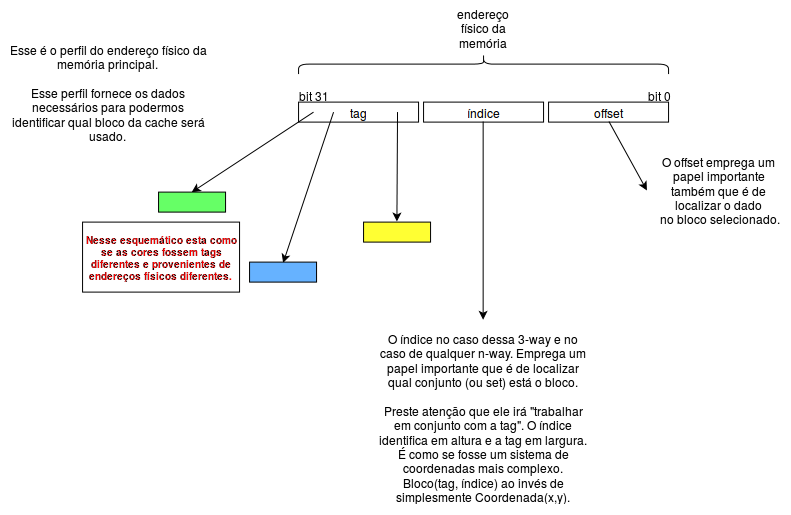 endereço
físico da
memória
Esse é o perfil do endereço físico da
memória principal.
Esse perfil fornece os dados
necessários para podermos
identificar qual bloco da cache será
usado.
bit 31
bit 0
tag
índice
offset
O offset emprega um
papel importante
também que é de
localizar o dado
no bloco selecionado.
Nesse esquemático esta como
se as cores fossem tags
diferentes e provenientes de
endereços físicos diferentes.
O índice no caso dessa 3-way e no
caso de qualquer n-way. Emprega um
papel importante que é de localizar
qual conjunto (ou set) está o bloco.
Preste atenção que ele irá "trabalhar
em conjunto com a tag". O índice
identifica em altura e a tag em largura.
É como se fosse um sistema de
coordenadas mais complexo.
Bloco(tag, índice) ao invés de
simplesmente Coordenada(x,y).